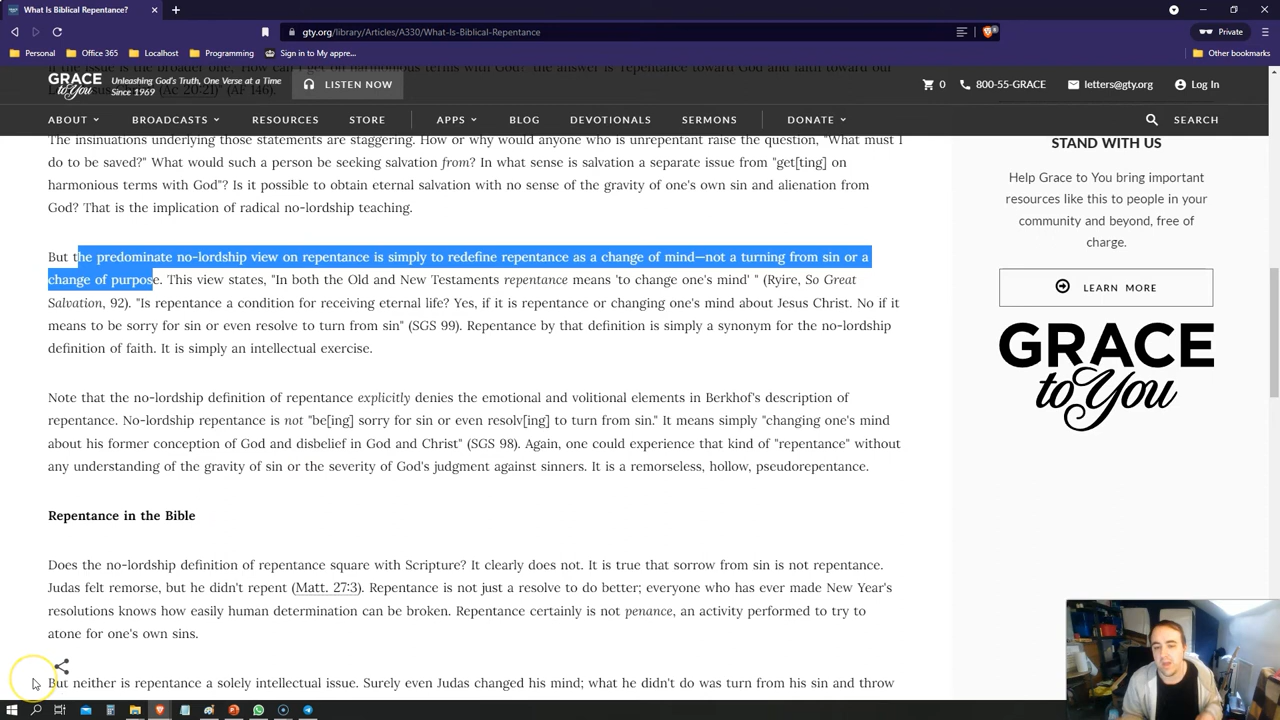 What Is Biblical Repentance?
gty.org/library/Articles/A330/What-Is-Biblical-Repentance
Private
Personal
Office 365
Localhost
Programming
Sign in to My appre...
Other bookmarks
GRACE
to You
Unleashing God's Truth, One Verse at a Time
Since 1969
LISTEN NOW
0
800-55-GRACE
letters@gty.org
Log In
ABOUT
BROADCASTS
RESOURCES
STORE
APPS
BLOG
DEVOTIONALS
SERMONS
DONATE
SEARCH
The insinuations underlying those statements are staggering. How or why would anyone who is unrepentant raise the question, "What must I
do to be saved?" What would such a person be seeking salvation from? In what sense is salvation a separate issue from "get[ting] on
harmonious terms with God"? Is it possible to obtain eternal salvation with no sense of the gravity of one's own sin and alienation from
God? That is the implication of radical no-lordship teaching.
But the predominate no-lordship view on repentance is simply to redefine repentance as a change of mind—not a turning from sin or a
change of purpose. This view states, "In both the Old and New Testaments repentance means 'to change one's mind' " (Ryire, So Great
Salvation, 92). "Is repentance a condition for receiving eternal life? Yes, if it is repentance or changing one's mind about Jesus Christ. No if it
means to be sorry for sin or even resolve to turn from sin" (SGS 99). Repentance by that definition is simply a synonym for the no-lordship
definition of faith. It is simply an intellectual exercise.
Note that the no-lordship definition of repentance explicitly denies the emotional and volitional elements in Berkhof's description of
repentance. No-lordship repentance is not "be[ing] sorry for sin or even resolv[ing] to turn from sin." It means simply "changing one's mind
about his former conception of God and disbelief in God and Christ" (SGS 98). Again, one could experience that kind of "repentance" without
any understanding of the gravity of sin or the severity of God's judgment against sinners. It is a remorseless, hollow, pseudorepentance.
Repentance in the Bible
Does the no-lordship definition of repentance square with Scripture? It clearly does not. It is true that sorrow from sin is not repentance.
Judas felt remorse, but he didn't repent (Matt. 27:3). Repentance is not just a resolve to do better; everyone who has ever made New Year's
resolutions knows how easily human determination can be broken. Repentance certainly is not penance, an activity performed to try to
atone for one's own sins.
But neither is repentance a solely intellectual issue. Surely even Judas changed his mind; what he didn't do was turn from his sin and throw
STAND WITH US
Help Grace to You bring important
resources like this to people in your
community and beyond, free of
charge.
LEARN MORE
GRACE
to You